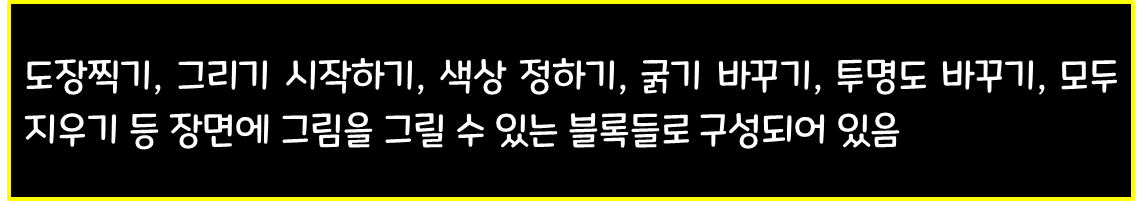 도장찍기, 그리기 시작하기, 색상 정하기, 굵기 바꾸기, 투명도 바꾸기, 모두
지우기 등 장면에 그림을 그릴 수 있는 블록들로 구성되어 있음